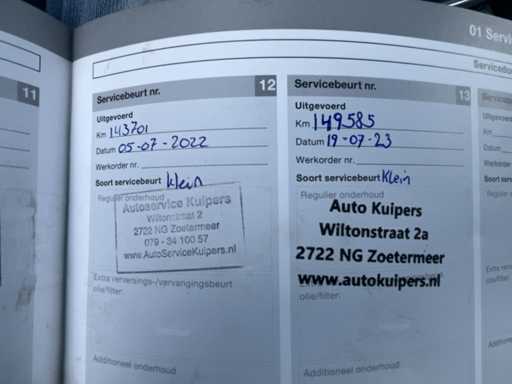 01 Servi
Servicebe
11
Servicebeurt nr. 12
Uitgevoerd
Km 143701
Datum 05-07-2022
Werkorder nr.
Soort servicebeurt klein
Regulier onderhoud
Autoservice Kuipers
Wiltonstraat 2
2722 NG Zoetermeer
079 - 34 100 57
www.AutoServiceKuipers.nl
Extra verversings-/vervangingsbeurt
olie/filter:
Additioneel onderhoud
Servicebeurt nr. 13
Uitgevoerd
Km 149585
Datum 19-07-23
Werkorder nr.
Soort servicebeurt Klein
Regulier onderhoud
Auto Kuipers
Wiltonstraat 2a
2722 NG Zoetermeer
www.autokuipers.nl
olie/filter:
Additioneel onderhoud